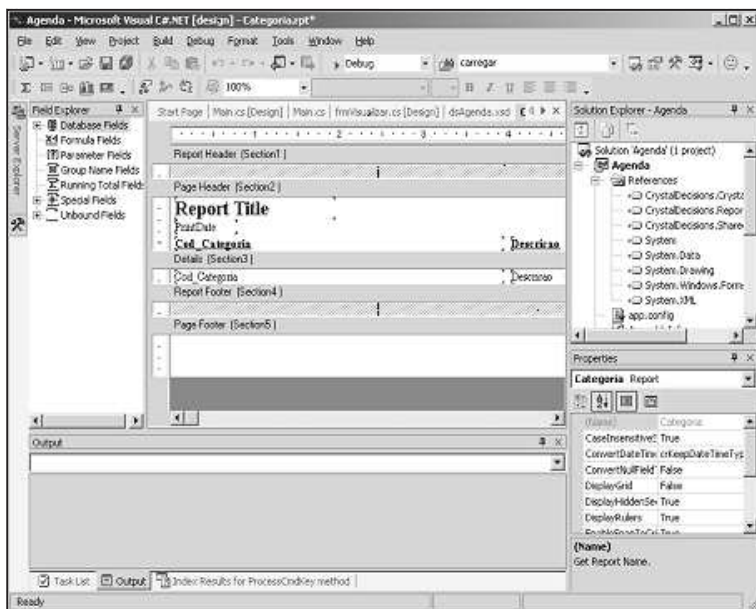 Agenda - Microsoft Visual C#.NET [design] - Categoria.rpt*
File Edit View Project Build Debug Format Tools Window Help
Debug carregar
100% B I U
Field Explorer
Database Fields
Formula Fields
Parameter Fields
Group Name Fields
Running Total Fields
Special Fields
Unbound Fields
Server Explorer
Start Page Main.cs [Design] Main.cs frmVisualizar.cs [Design] dsAgenda.xsd
Report Header (Section1)
Page Header (Section2)
Report Title
PrintDate
Cod_Categoria Descricao
Details (Section3)
Cod_Categoria Descricao
Report Footer (Section4)
Page Footer (Section5)
Solution Explorer - Agenda
Solution 'Agenda' (1 project)
Agenda
References
CrystalDecisions.Crysta
CrystalDecisions.Repor
CrystalDecisions.Share
System
System.Data
System.Drawing
System.Windows.Forms
System.XML
app.config
Properties
Categoria Report
(Name) Categoria
CaseInsensitive True
ConvertDateTime crKeepDateTimeTyp
ConvertNullField False
DisplayGrid False
DisplayHiddenSe True
DisplayRulers True
True
(Name)
Get Report Name.
Output
Task List Output Index Results for ProcessCmdKey method
Ready